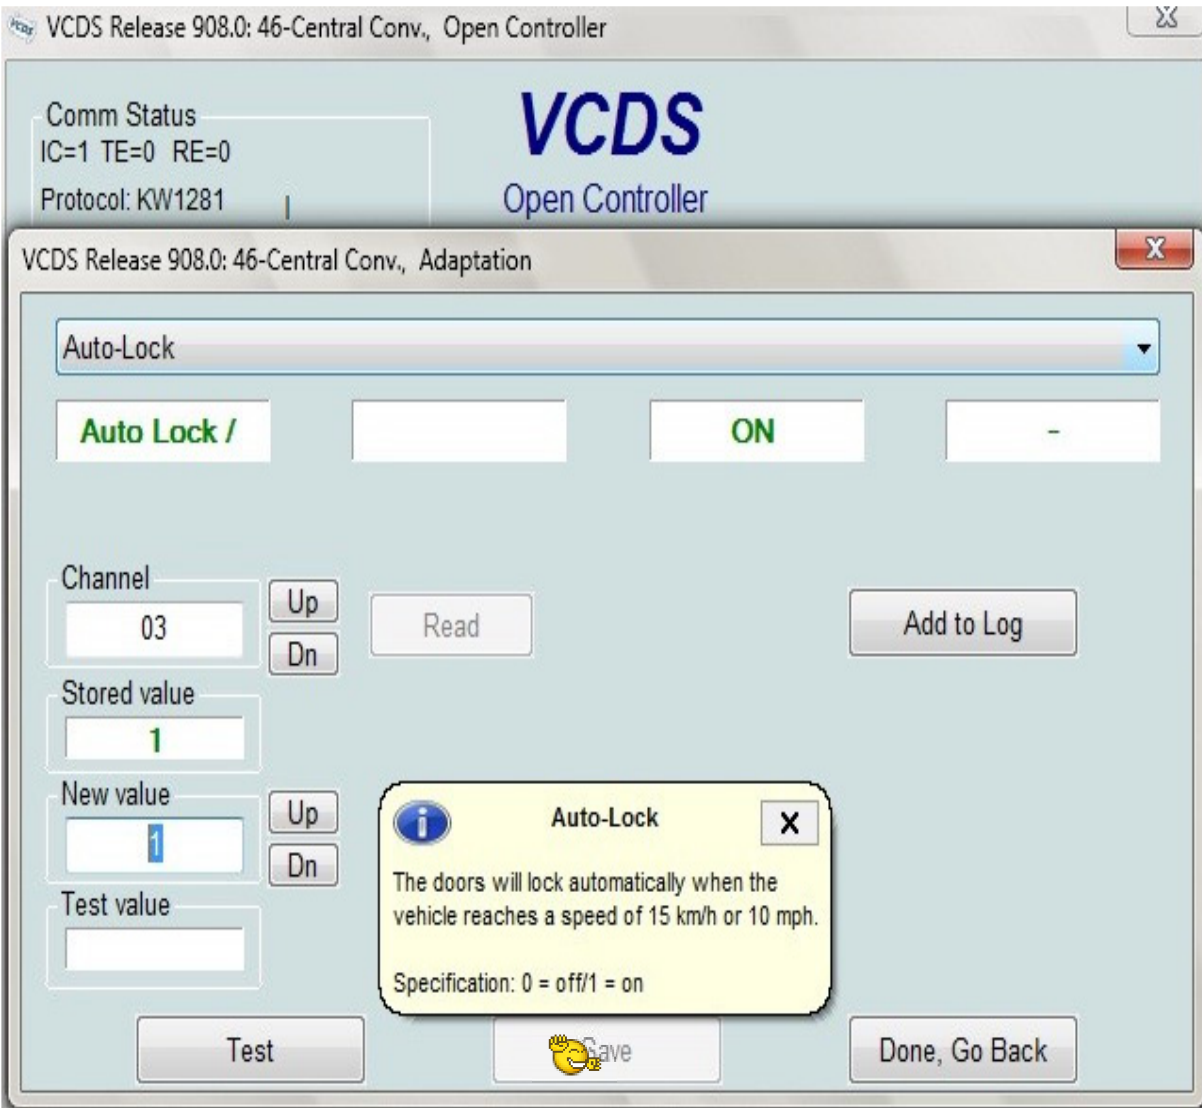 VCDS Release 908.0: 46-Central Conv., Open Controller
Comm Status
IC=1 TE=0 RE=0
Protocol: KW1281
VCDS
Open Controller
VCDS Release 908.0: 46-Central Conv., Adaptation
Auto-Lock
Auto Lock / ON -
Channel
03
Up
Dn
Read
Add to Log
Stored value
1
New value
1
Up
Dn
Test value
Auto-Lock
The doors will lock automatically when the
vehicle reaches a speed of 15 km/h or 10 mph.
Specification: 0 = off/1 = on
Test
Save
Done, Go Back